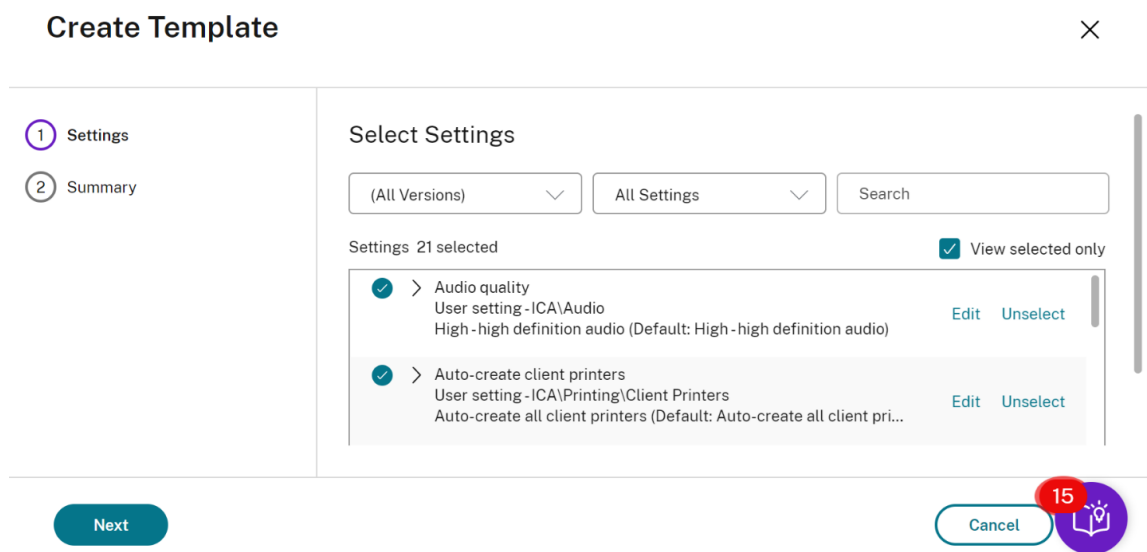 Create Template
1 Settings
2 Summary
Select Settings
(All Versions)
All Settings
Search
Settings 21 selected
View selected only
Audio quality
User setting - ICA\Audio
High - high definition audio (Default: High - high definition audio)
Edit Unselect
Auto-create client printers
User setting - ICA\Printing\Client Printers
Auto-create all client printers (Default: Auto-create all client pri...
Edit Unselect
Next
Cancel
15